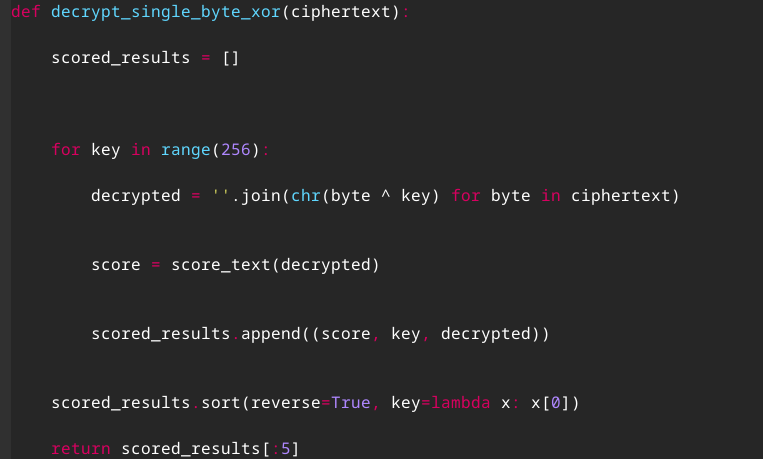 def decrypt_single_byte_xor(ciphertext):
    scored_results = []
    for key in range(256):
        decrypted = ''.join(chr(byte ^ key) for byte in ciphertext)
        score = score_text(decrypted)
        scored_results.append((score, key, decrypted))
    scored_results.sort(reverse=True, key=lambda x: x[0])
    return scored_results[:5]